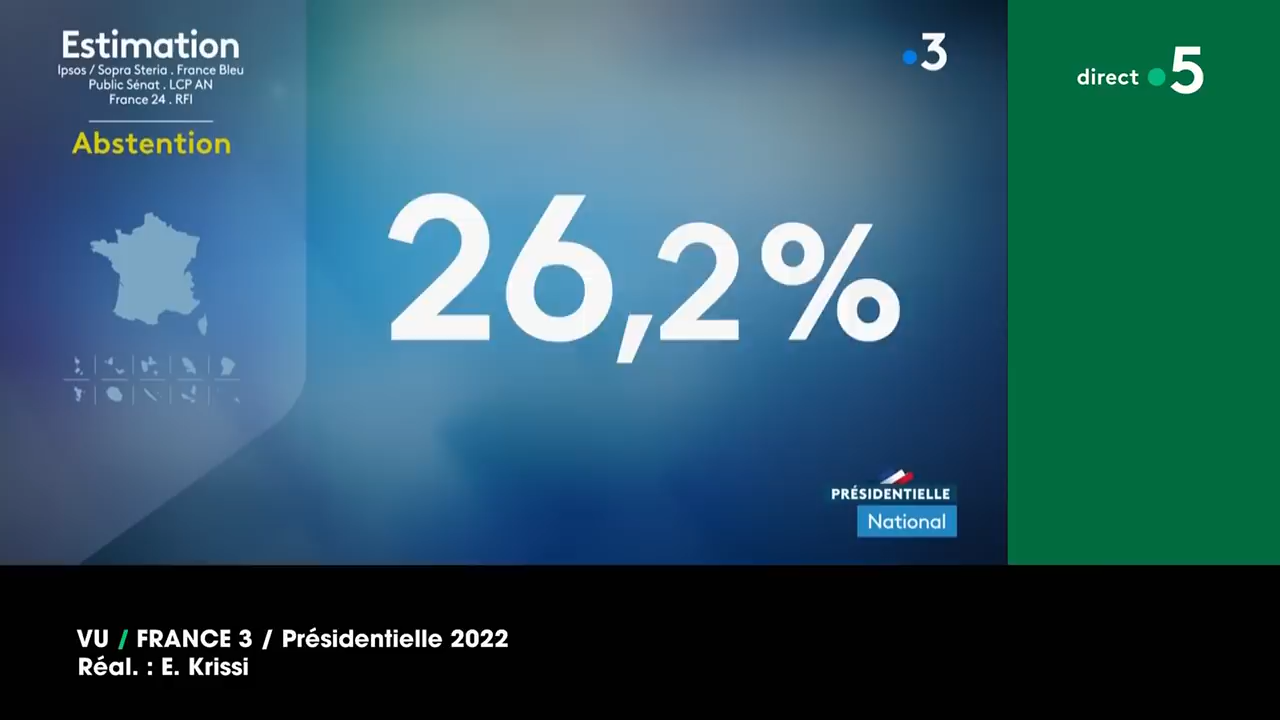 Estimation
Ipsos / Sopra Steria . France Bleu
Public Sénat . LCP AN
France 24 . RFI
Abstention
3
direct 5
26,2%
PRÉSIDENTIELLE
National
VU / FRANCE 3 / Présidentielle 2022
Réal. : E. Krissi